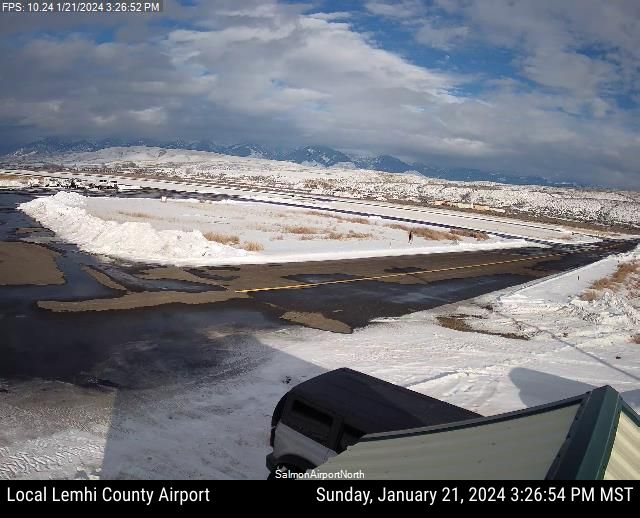 FPS: 10.24 1/21/2024 3:26:52 PM
SalmonAirportNorth
Local Lemhi County Airport Sunday, January 21, 2024 3:26:54 PM MST